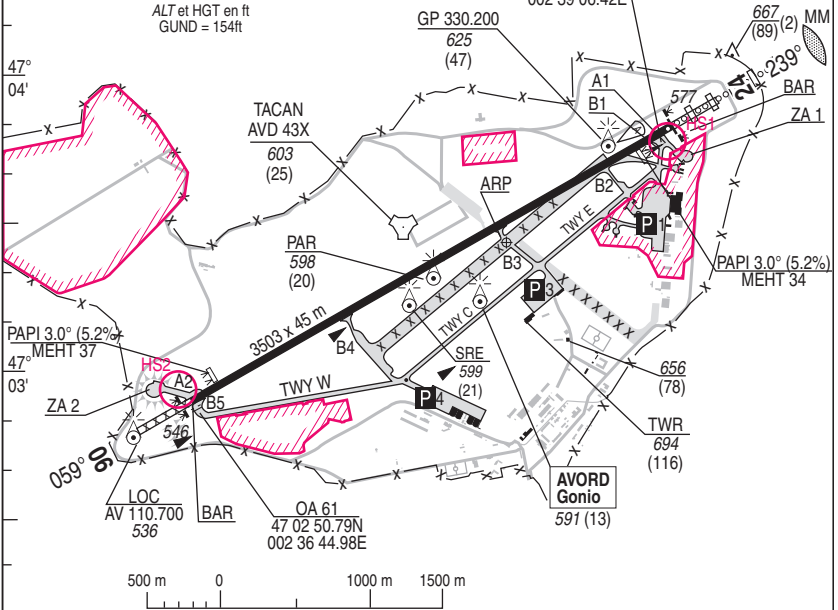 ALT et HGT en ft
GUND = 154ft
002 39 06.42E
GP 330.200
625
(47)
667
(89)
(2)
MM
47°
04'
239°
24
BAR
A1
B1
577
HS1
ZA 1
TACAN
AVD 43X
603
(25)
ARP
B2
TWY E
P 1
PAR
598
(20)
B3
PAPI 3.0° (5.2%)
MEHT 34
P 3
3503 x 45 m
TWY C
PAPI 3.0° (5.2%
MEHT 37
B4
SRE
599
(21)
47°
03'
HS2
A2
656
(78)
ZA 2
B5
TWY W
P 4
546
TWR
694
(116)
059°
06
LOC
AV 110.700
536
BAR
OA 61
47 02 50.79N
002 36 44.98E
AVORD
Gonio
591 (13)
500 m
0
1000 m
1500 m